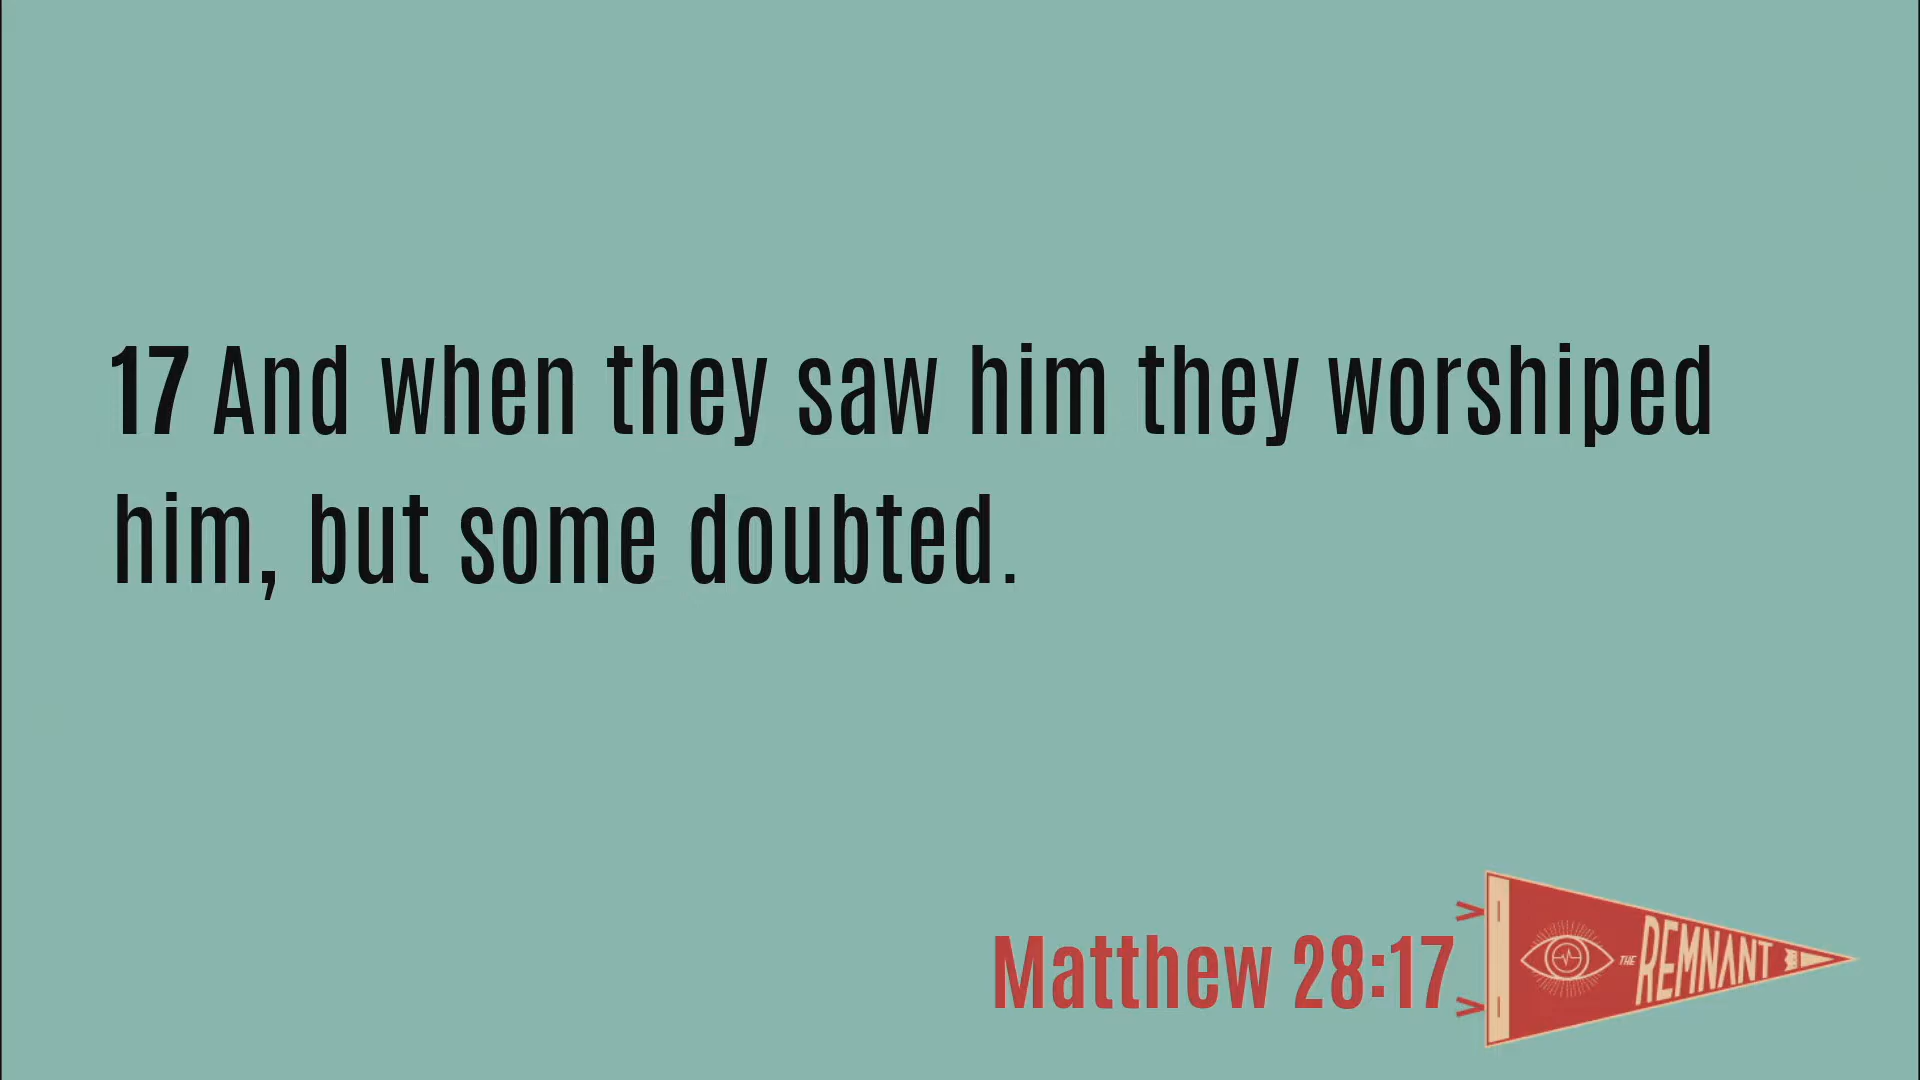 17 And when they saw him they worshiped
him, but some doubted.
Matthew 28:17
THE REMNANT